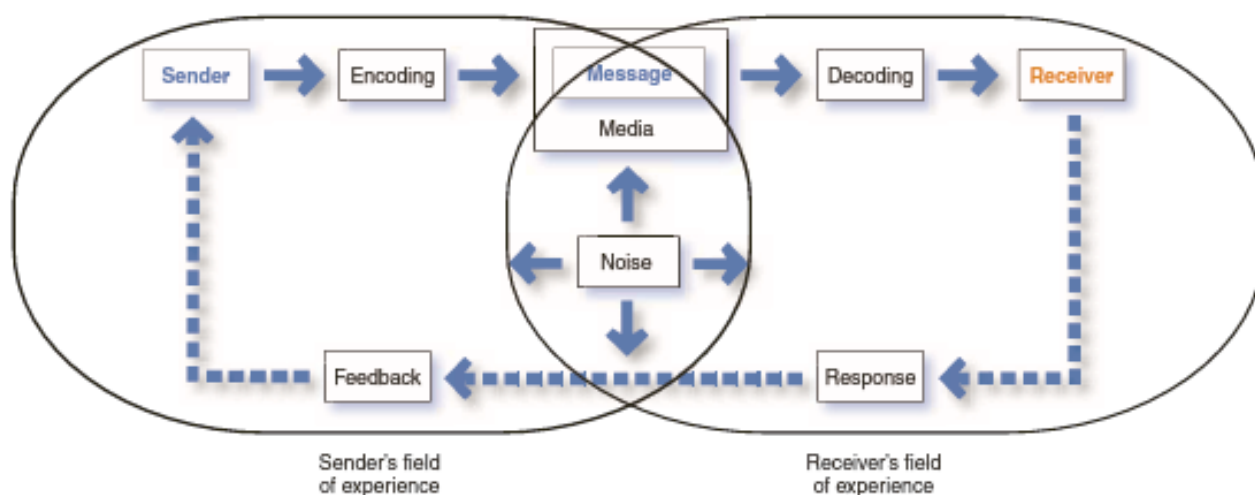 Sender
Encoding
Message
Media
Decoding
Receiver
Noise
Feedback
Response
Sender's field
of experience
Receiver's field
of experience